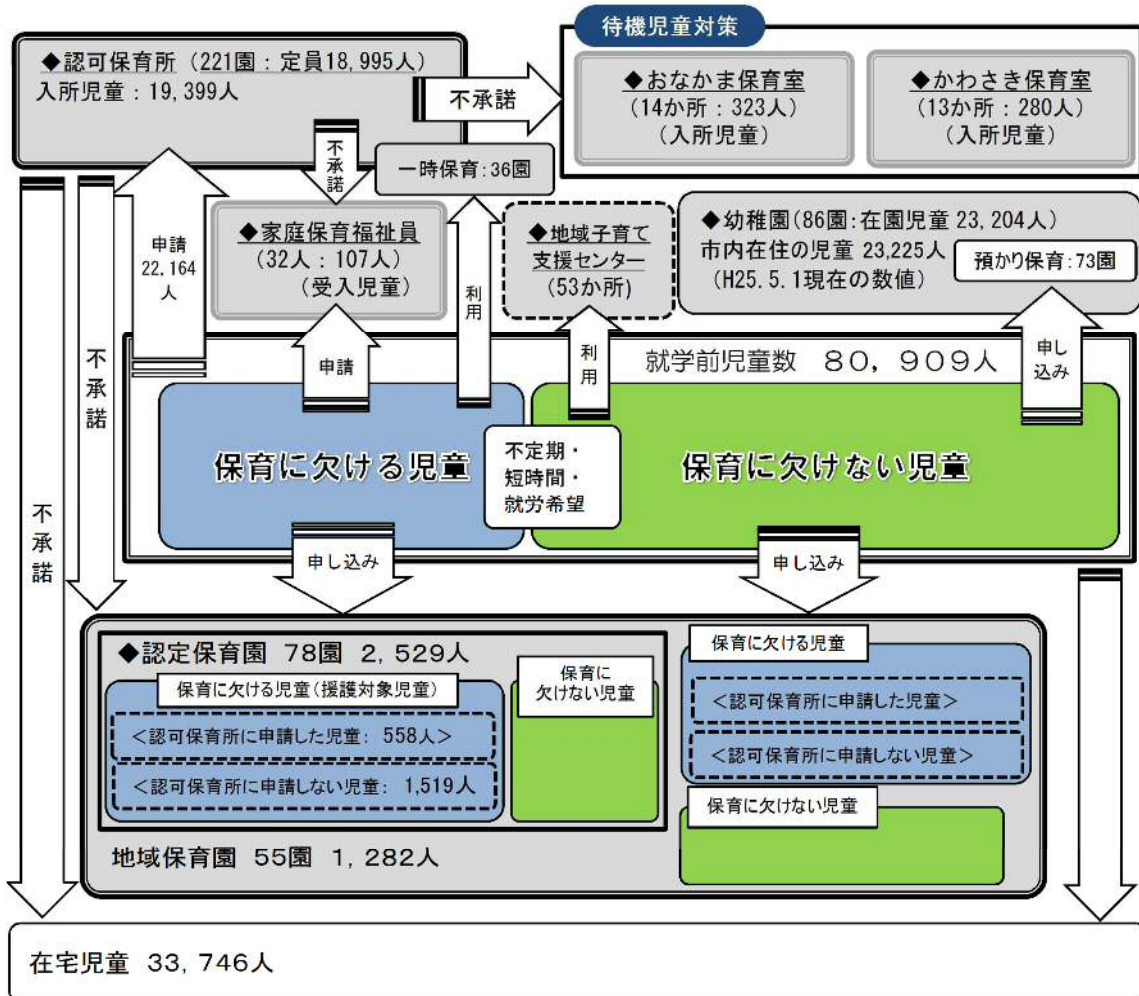 待機児童対策
◆認可保育所（221園：定員18,995人）
入所児童：19,399人
不承諾
◆おなかま保育室
（14か所：323人）
（入所児童）
◆かわさき保育室
（13か所：280人）
（入所児童）
不承諾
一時保育：36園
申請
22,164
人
◆家庭保育福祉員
（32人：107人）
（受入児童）
利用
◆地域子育て
支援センター
（53か所）
◆幼稚園（86園：在園児童 23,204人）
市内在住の児童 23,225人
（H25.5.1現在の数値）
預かり保育：73園
不承諾
申請
利用
就学前児童数　80，909人
申し
込み
保育に欠ける児童
不定期・
短時間・
就労希望
保育に欠けない児童
不承諾
申し込み
申し込み
◆認定保育園 78園 2，529人
保育に欠ける児童（援護対象児童）
＜認可保育所に申請した児童： 558人＞
＜認可保育所に申請しない児童： 1,519人
保育に
欠けない児童
保育に欠ける児童
＜認可保育所に申請した児童＞
＜認可保育所に申請しない児童＞
保育に欠けない児童
地域保育園 55園 1，282人
在宅児童 33，746人